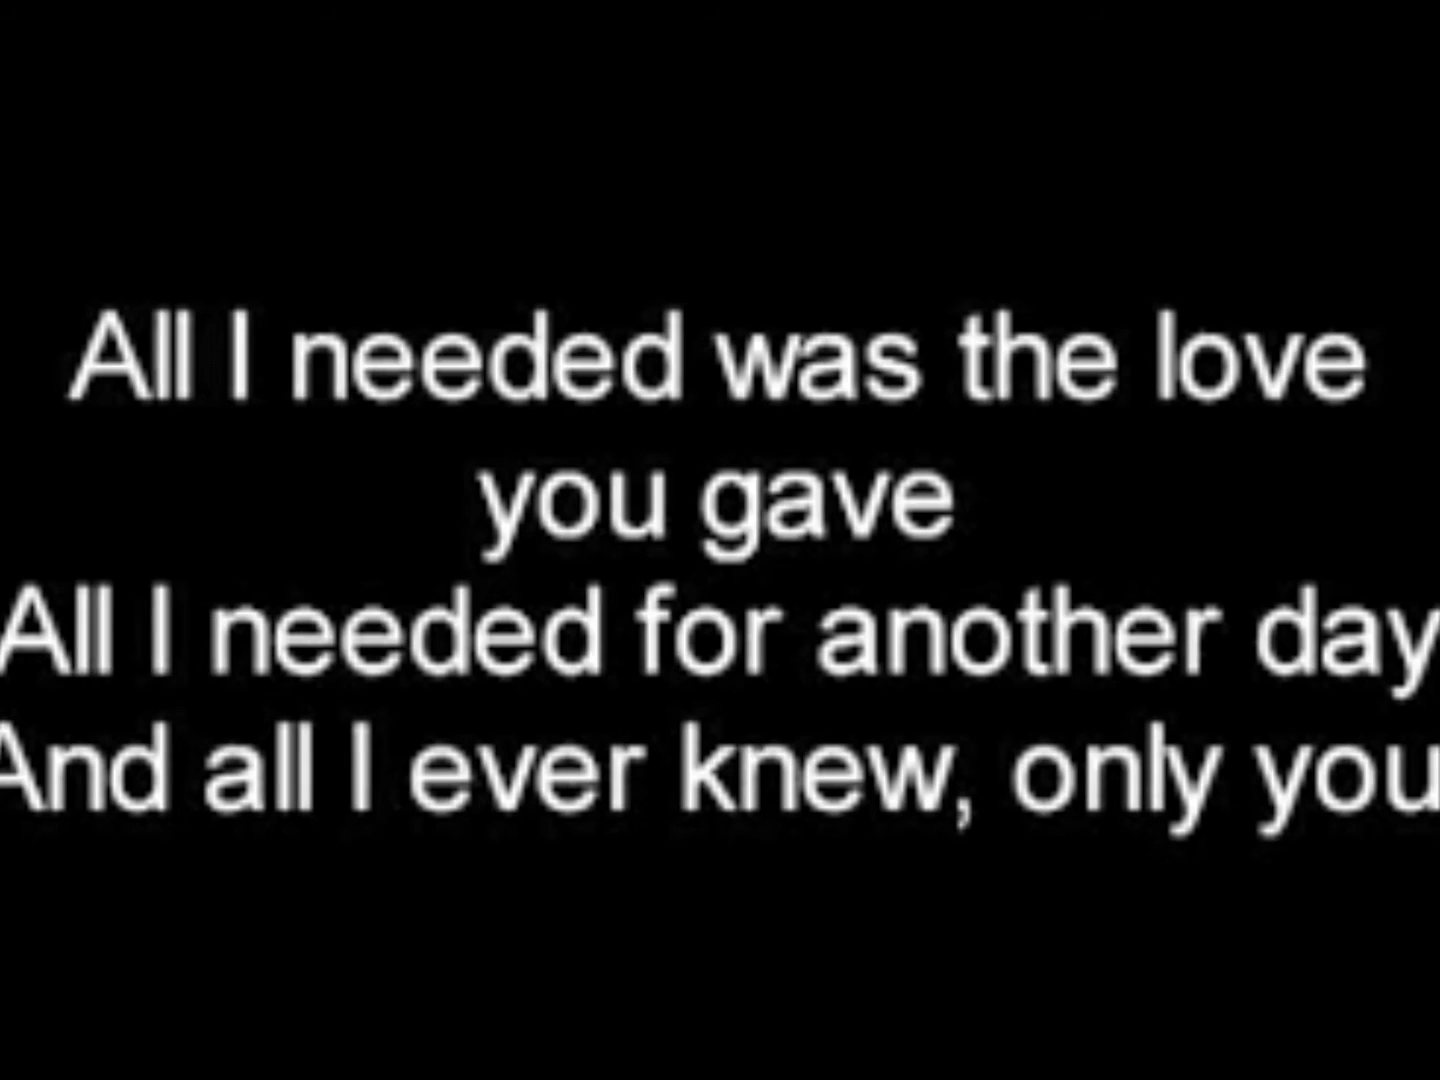 All I needed was the love
you gave
All I needed for another day
And all I ever knew, only you